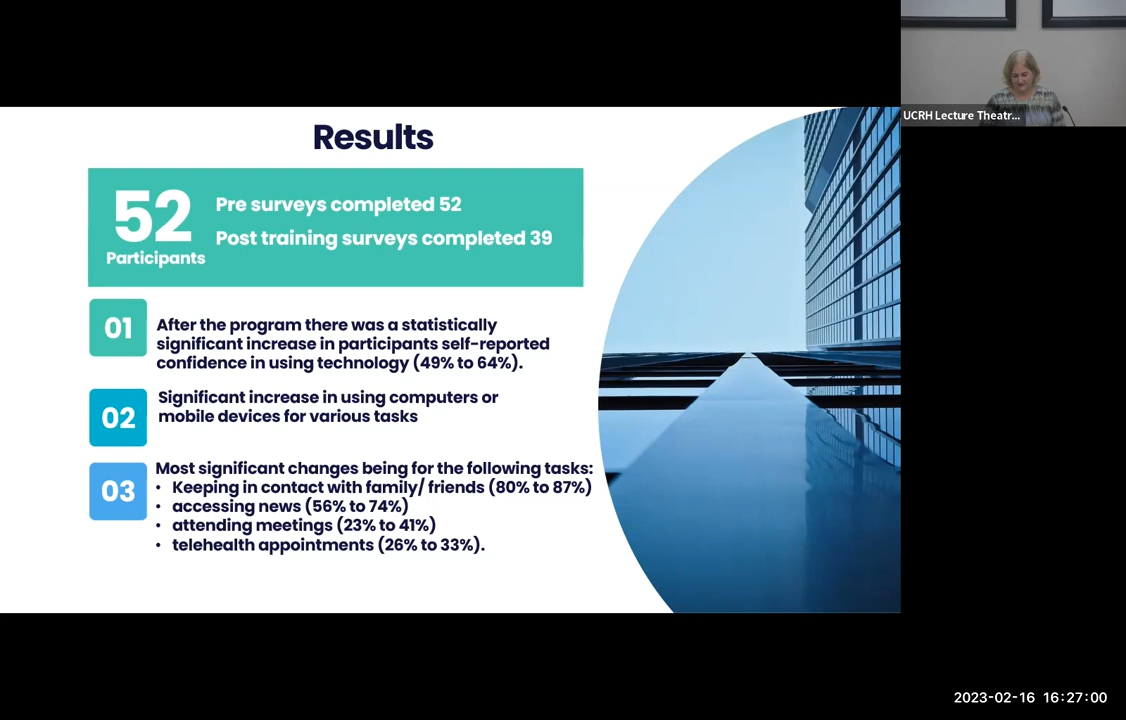 UCRH Lecture Theatr...
Results
52
Participants
Pre surveys completed 52
Post training surveys completed 39
01
After the program there was a statistically
significant increase in participants self-reported
confidence in using technology (49% to 64%).
02
Significant increase in using computers or
mobile devices for various tasks
03
Most significant changes being for the following tasks:
• Keeping in contact with family/ friends (80% to 87%)
• accessing news (56% to 74%)
• attending meetings (23% to 41%)
• telehealth appointments (26% to 33%).
2023-02-16 16:27:00